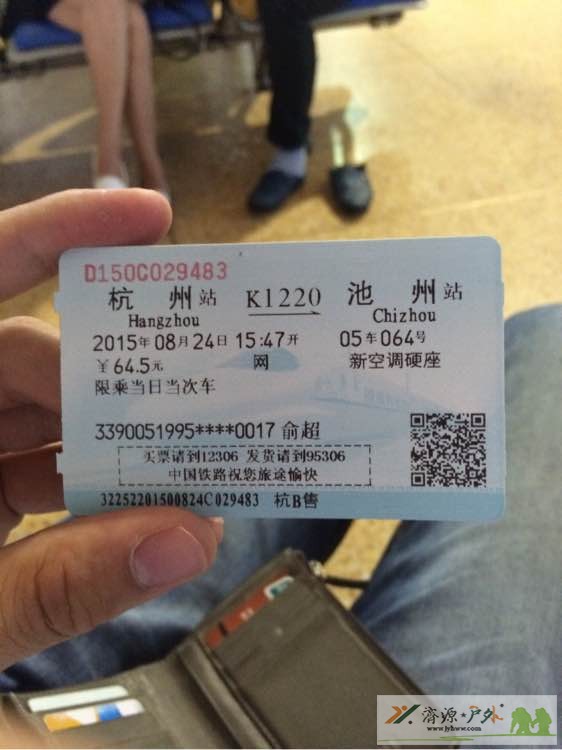 D150G029483
杭 州站 K1220 池 州站
Hangzhou Chizhou
2015年08月24日 15:47开 05车064号
¥64.5元 网 新空调硬座
限乘当日当次车
3390051995****0017 俞超
买票请到12306 发货请到95306
中国铁路祝您旅途愉快
32252201500824C029483 杭B售
济源·户外
www.jyhww.com